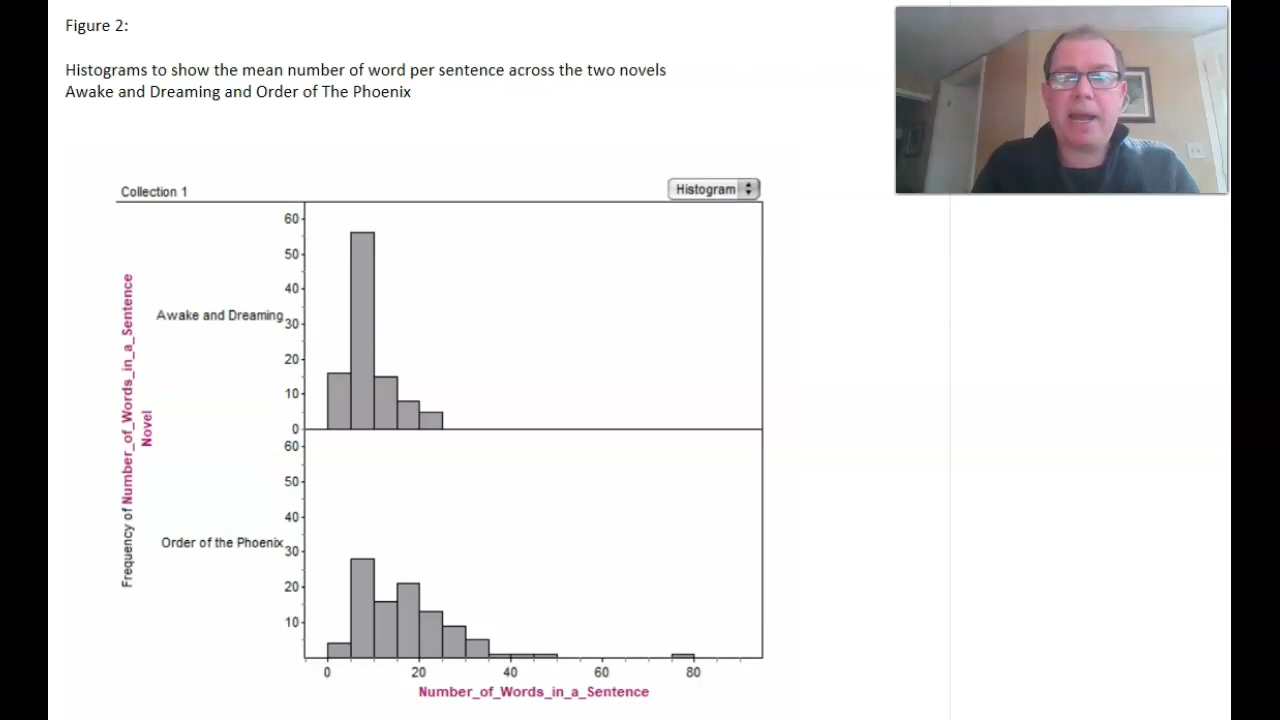 Figure 2:
Histograms to show the mean number of word per sentence across the two novels
Awake and Dreaming and Order of The Phoenix
Collection 1
Histogram
Frequency of Number_of_Words_in_a_Sentence
Novel
Awake and Dreaming
60
50
40
30
20
10
0
Order of the Phoenix
60
50
40
30
20
10
0 20 40 60 80
Number_of_Words_in_a_Sentence